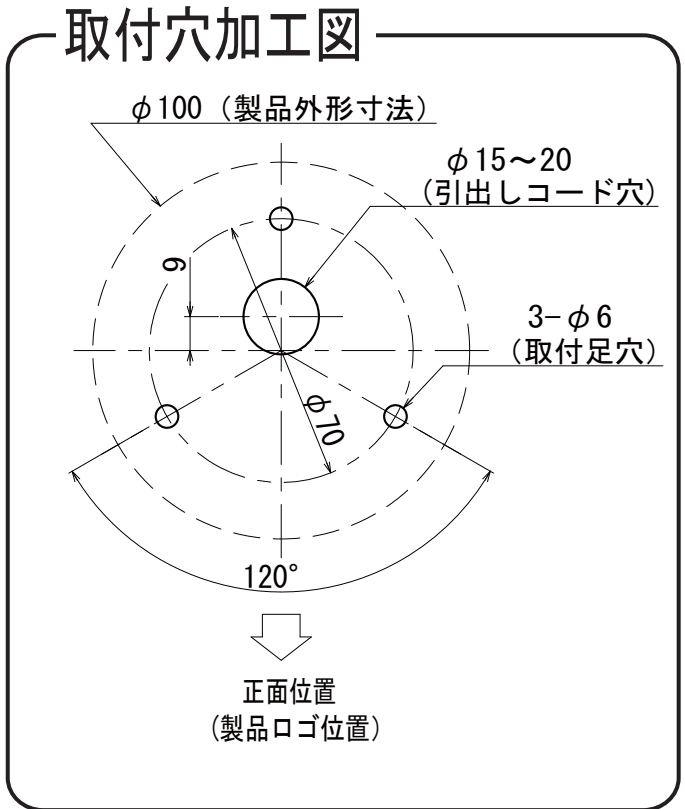 取付穴加工図
φ100（製品外形寸法）
φ15～20
(引出しコード穴)
9
3-φ6
(取付足穴)
φ70
120°
正面位置
(製品ロゴ位置)